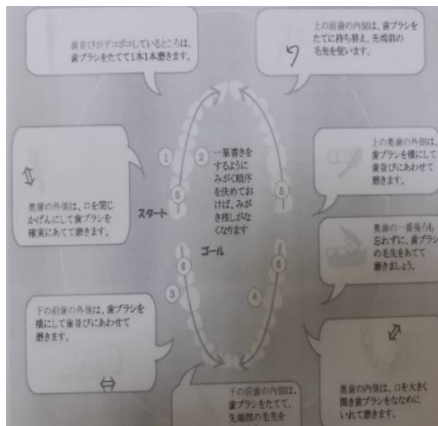 歯並びがデコボコしているところは、
歯ブラシをたてて1本1本磨きます。
上の前歯の内側は、歯ブラシを
たてに持ち替え、先端部の
毛先を使います。
奥歯の外側は、口を閉じ
かげんにして歯ブラシを
確実にあてて磨きます。
① ②
一筆書きを
するように
みがく順序
を決めてお
けば、みが
き残しがな
くなります
⑤ ⑤
スタート
ゴール
上の奥歯の外側は、
歯ブラシを横にして
歯並びにあわせて
磨きます。
奥歯の一番後ろも
忘れずに、歯ブラシ
の毛先をあてて
磨きましょう。
⑥ ⑥
③ ④
下の前歯の外側は、歯ブラシを
横にして歯並びにあわせて
磨きます。
下の前歯の内側は、
歯ブラシをたてて、
先端部の毛先を
奥歯の内側は、口を大きく
開き歯ブラシをななめに
いれて磨きます。